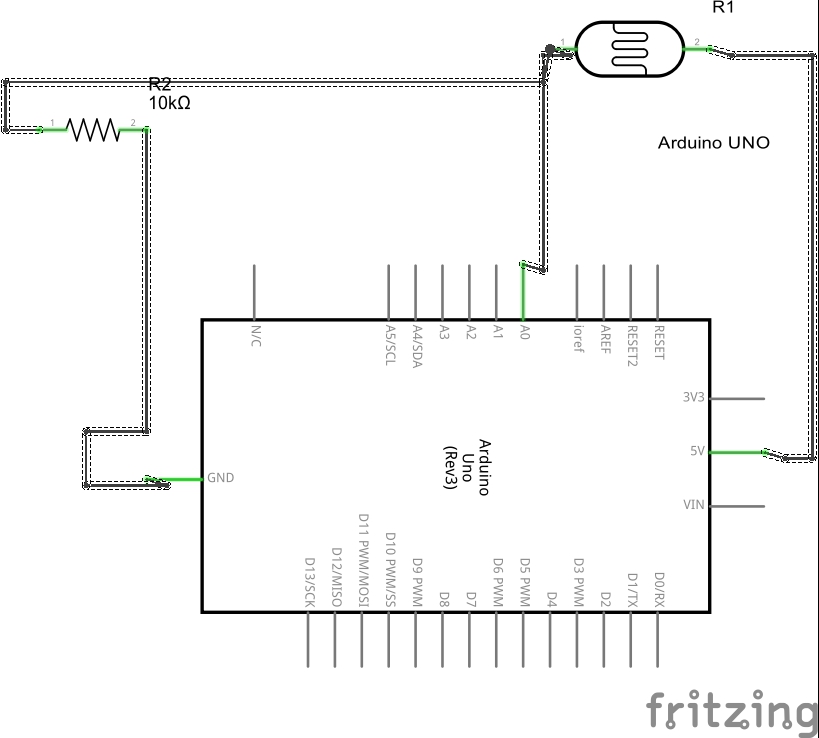 R1
1
2
R2
10kΩ
1
2
Arduino UNO
N/C
A5/SCL
A4/SDA
A3
A2
A1
A0
ioref
AREF
RESET2
RESET
3V3
5V
VIN
GND
Arduino
Uno
(Rev3)
D13/SCK
D12/MISO
D11 PWM/MOSI
D10 PWM/SS
D9 PWM
D8
D7
D6 PWM
D5 PWM
D4
D3 PWM
D2
D1/TX
D0/RX
fritzing